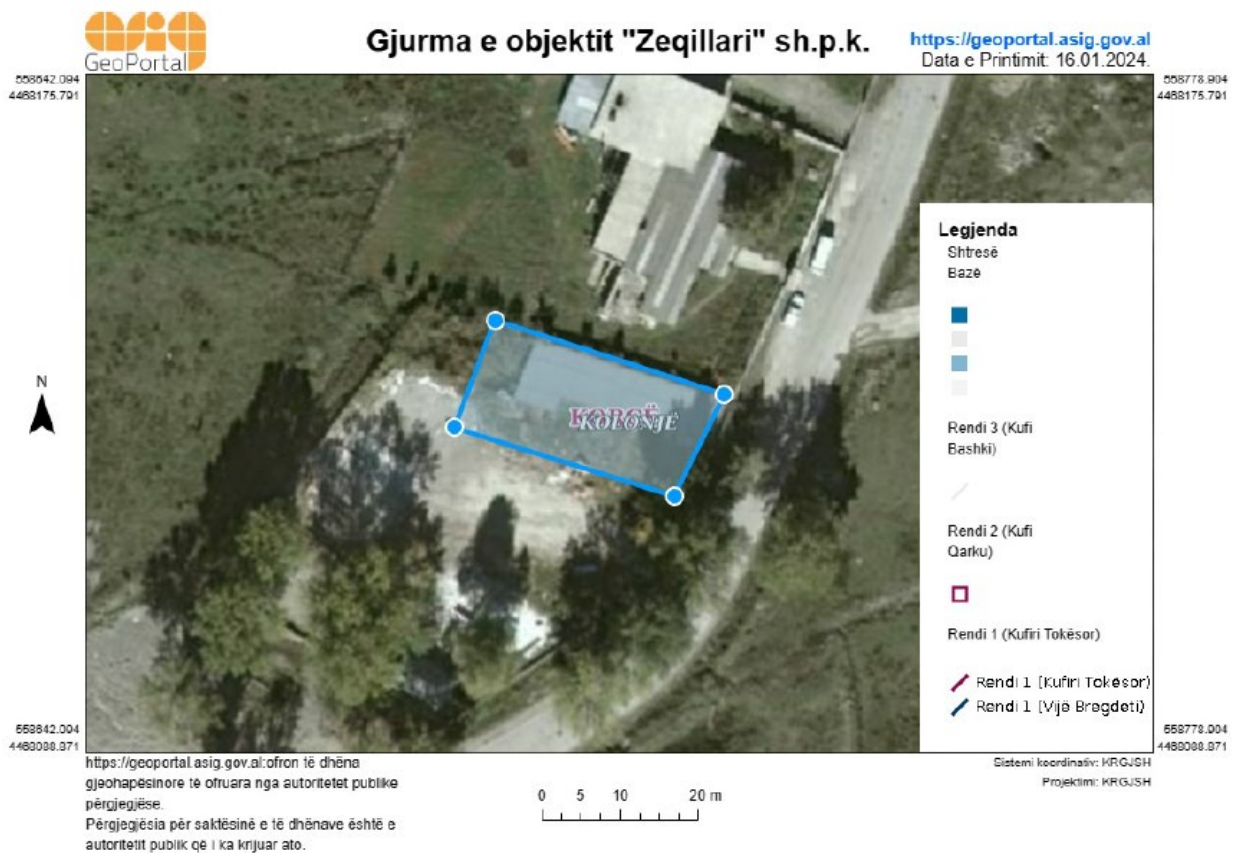 asig
GeoPortal
Gjurma e objektit "Zeqillari" sh.p.k.
https://geoportal.asig.gov.al
Data e Printimit: 16.01.2024.
558642.094
4468175.791
558778.904
4468175.791
KORÇË
KOLONJË
N
Legjenda
Shtresë
Bazë
Rendi 3 (Kufi
Bashki)
Rendi 2 (Kufi
Qarku)
Rendi 1 (Kufiri Tokësor)
Rendi 1 (Kufiri Tokësor)
Rendi 1 (Vijë Bregdeti)
558642.094
4468088.871
558778.904
4468088.871
https://geoportal.asig.gov.al:ofron të dhëna
gjeohapësinore të ofruara nga autoritetet publike
përgjegjëse.
Përgjegjësia për saktësinë e të dhënave është e
autoritetit publik që i ka krijuar ato.
0 5 10 20 m
Sistemi koordinativ: KRGJSH
Projektimi: KRGJSH